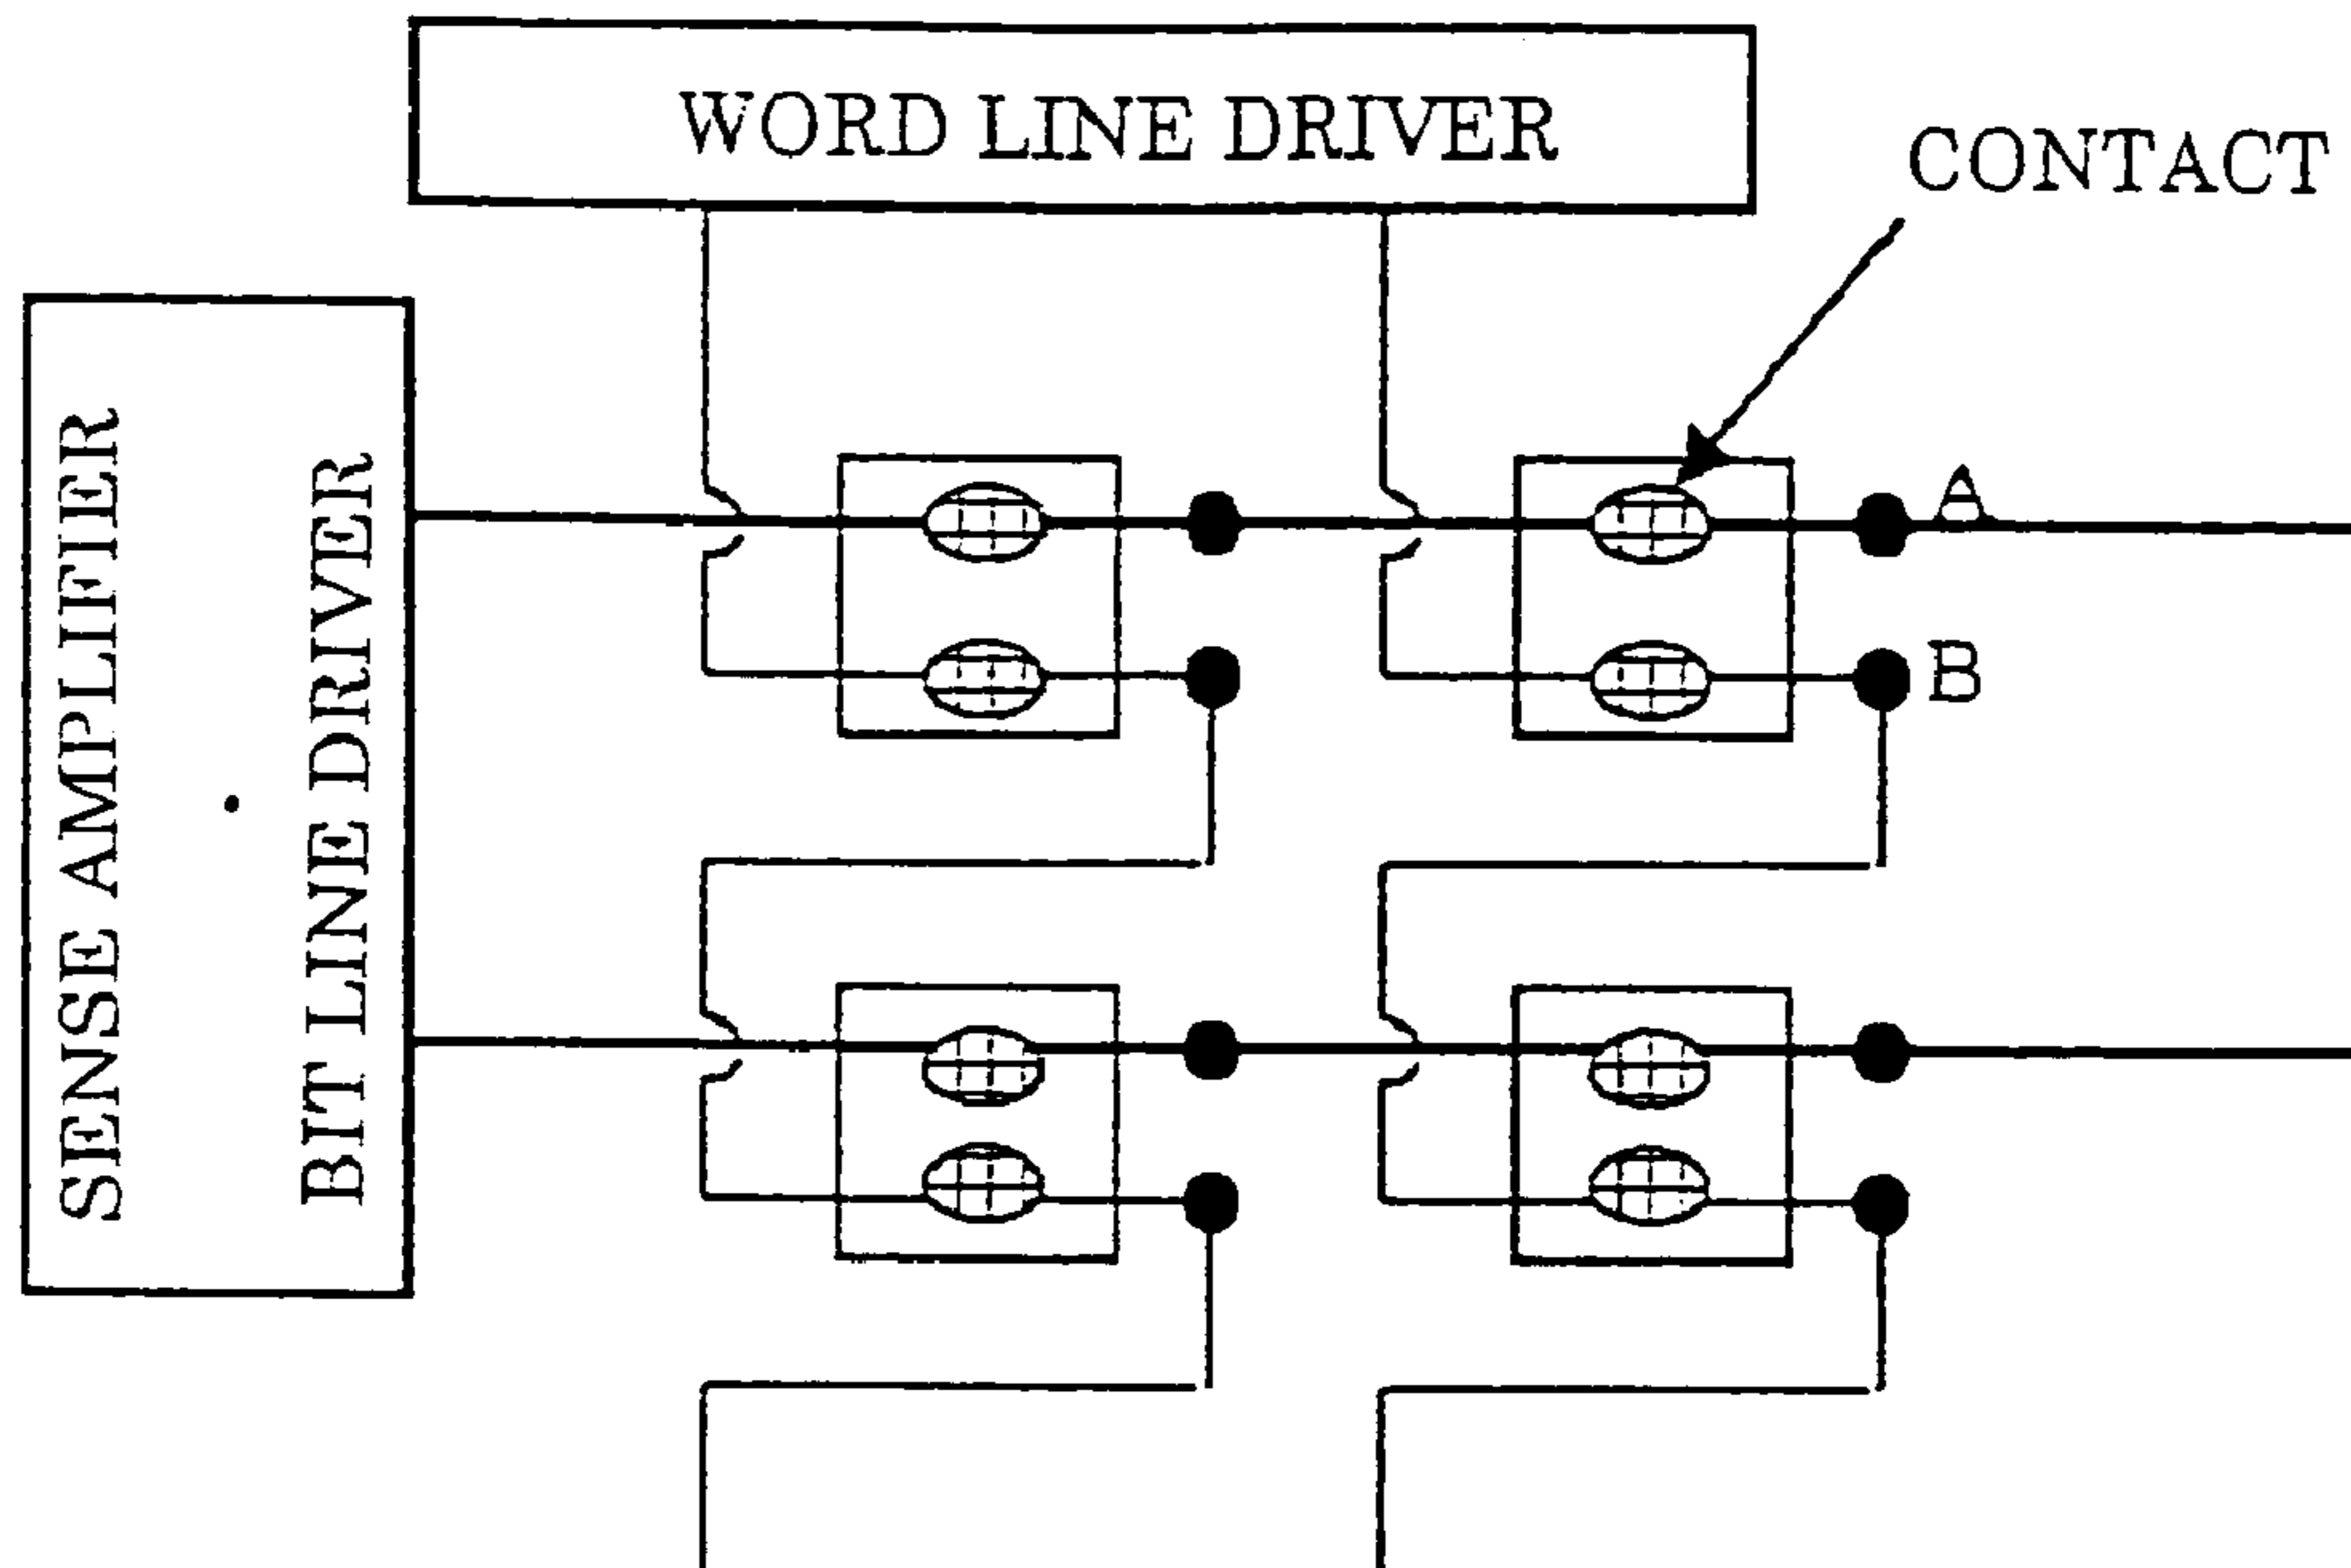 WORD LINE DRIVER
CONTACT
SENSE AMPLIFIER
BIT LINE DRIVER
A
B